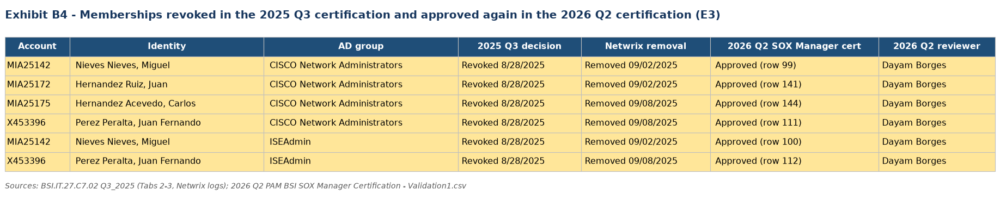 Exhibit B4 - Memberships revoked in the 2025 Q3 certification and approved again in the 2026 Q2 certification (E3)
Account Identity AD group 2025 Q3 decision Netwrix removal 2026 Q2 SOX Manager cert 2026 Q2 reviewer
MIA25142 Nieves Nieves, Miguel CISCO Network Administrators Revoked 8/28/2025 Removed 09/02/2025 Approved (row 99) Dayam Borges
MIA25172 Hernandez Ruiz, Juan CISCO Network Administrators Revoked 8/28/2025 Removed 09/02/2025 Approved (row 141) Dayam Borges
MIA25175 Hernandez Acevedo, Carlos CISCO Network Administrators Revoked 8/28/2025 Removed 09/08/2025 Approved (row 144) Dayam Borges
X453396 Perez Peralta, Juan Fernando CISCO Network Administrators Revoked 8/28/2025 Removed 09/08/2025 Approved (row 111) Dayam Borges
MIA25142 Nieves Nieves, Miguel ISEAdmin Revoked 8/28/2025 Removed 09/02/2025 Approved (row 100) Dayam Borges
X453396 Perez Peralta, Juan Fernando ISEAdmin Revoked 8/28/2025 Removed 09/08/2025 Approved (row 112) Dayam Borges
Sources: BSI.IT.27.C7.02 Q3_2025 (Tabs 2-3, Netwrix logs); 2026 Q2 PAM BSI SOX Manager Certification - Validation1.csv